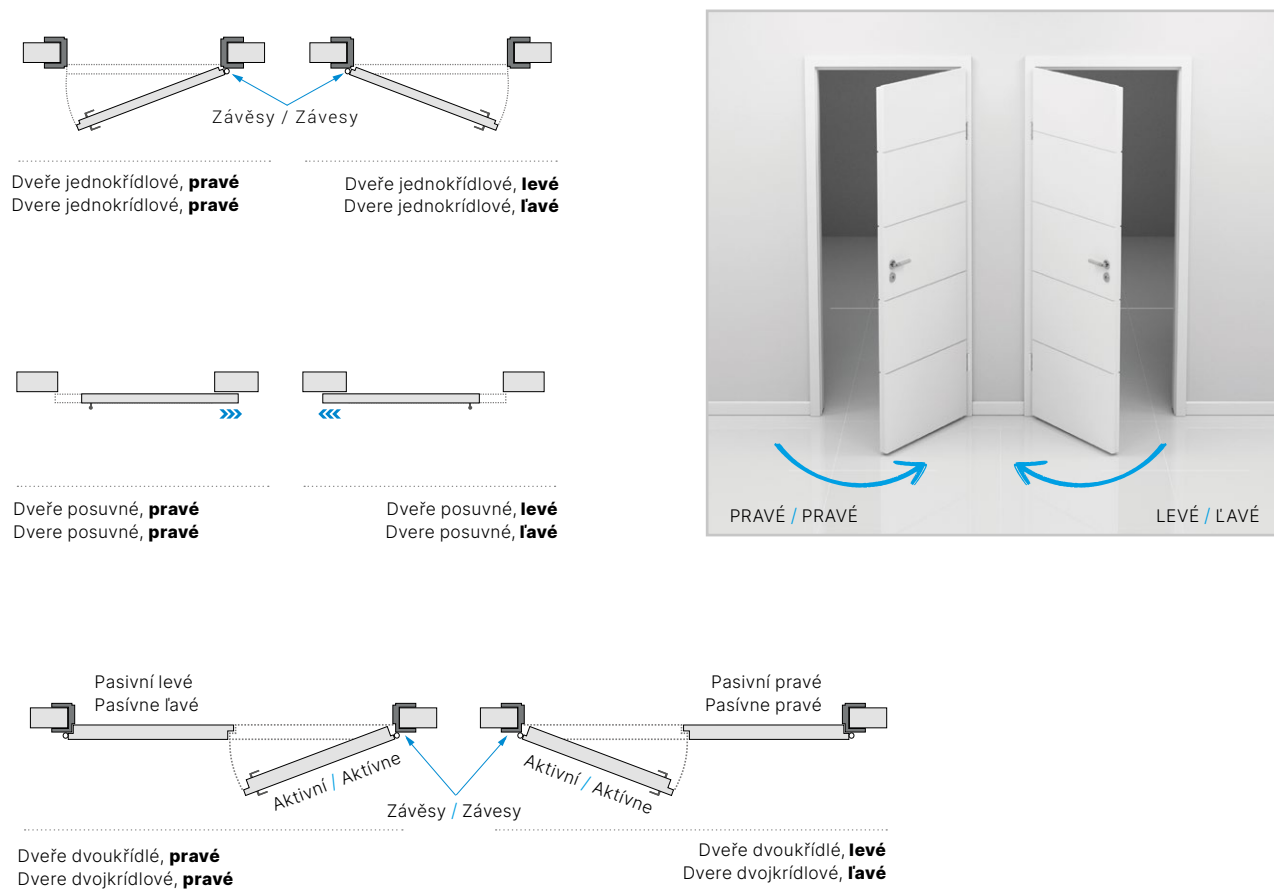 Závěsy / Závesy
Dveře jednokřídlové, pravé
Dvere jednokrídlové, pravé
Dveře jednokřídlové, levé
Dvere jednokrídlové, ľavé
PRAVÉ / PRAVÉ
LEVÉ / ĽAVÉ
Dveře posuvné, pravé
Dvere posuvné, pravé
Dveře posuvné, levé
Dvere posuvné, ľavé
Pasivní levé
Pasívne ľavé
Aktivní / Aktívne
Pasivní pravé
Pasívne pravé
Aktivní / Aktívne
Závěsy / Závesy
Dveře dvoukřídlé, pravé
Dvere dvojkrídlové, pravé
Dveře dvoukřídlé, levé
Dvere dvojkrídlové, ľavé